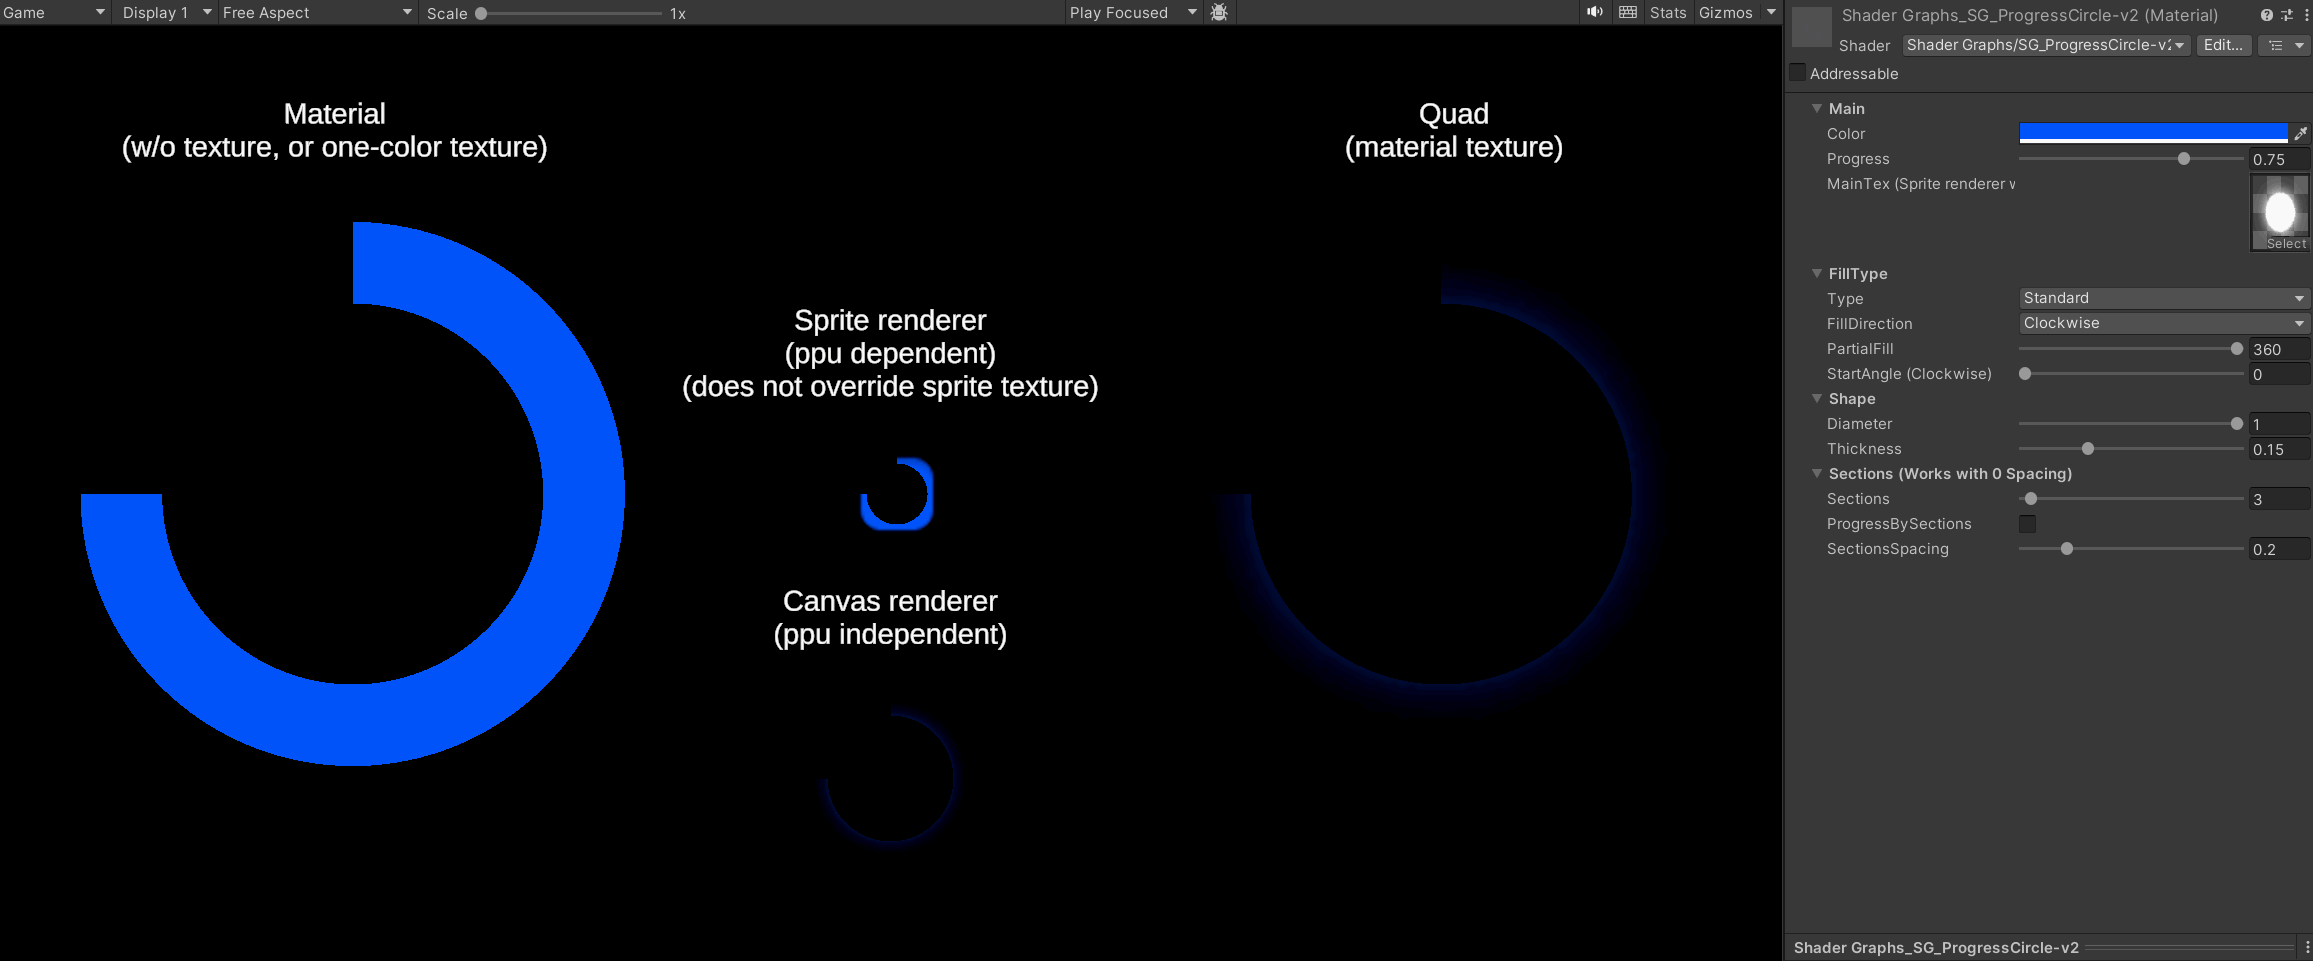 Game
Display 1
Free Aspect
Scale
1x
Play Focused
Stats
Gizmos
Material
(w/o texture, or one-color texture)
Sprite renderer
(ppu dependent)
(does not override sprite texture)
Canvas renderer
(ppu independent)
Quad
(material texture)
Shader Graphs_SG_ProgressCircle-v2 (Material)
Shader
Shader Graphs/SG_ProgressCircle-v2
Edit...
Addressable
Main
Color
Progress
0.75
MainTex (Sprite renderer v
Select
FillType
Type
Standard
FillDirection
Clockwise
PartialFill
360
StartAngle (Clockwise)
0
Shape
Diameter
1
Thickness
0.15
Sections (Works with 0 Spacing)
Sections
3
ProgressBySections
SectionsSpacing
0.2
Shader Graphs_SG_ProgressCircle-v2